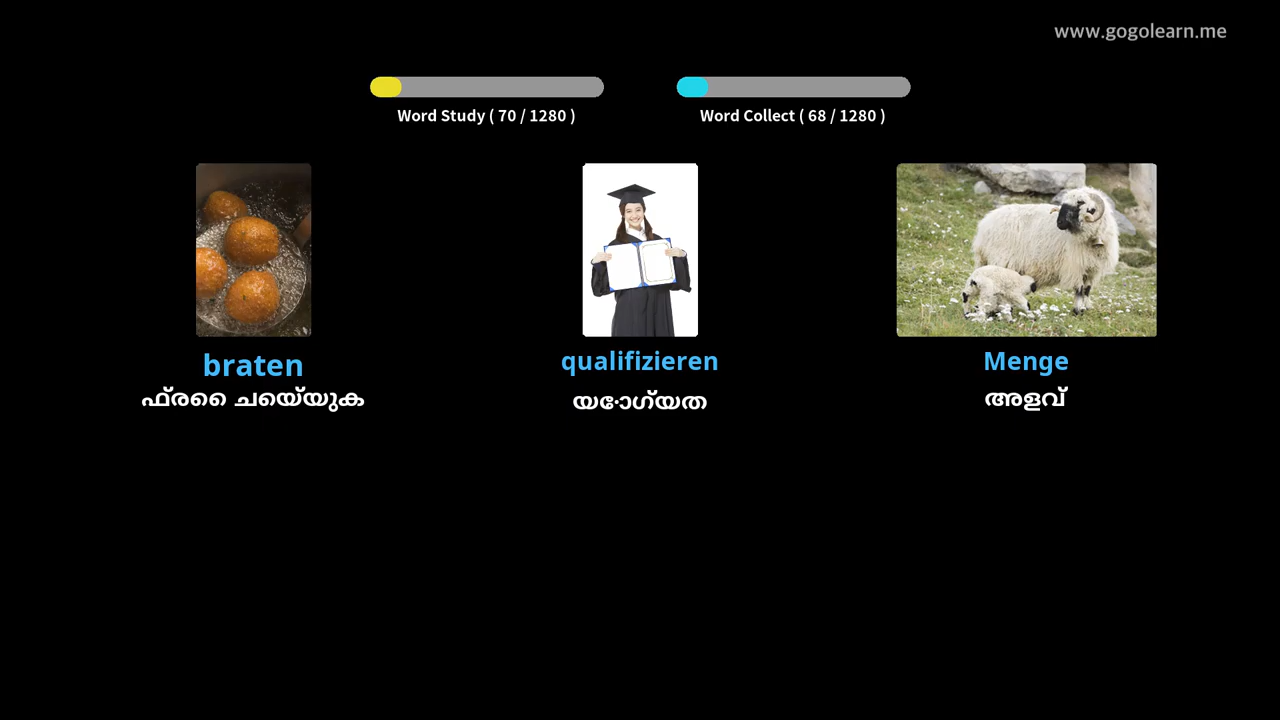 www.gogolearn.me
Word Study ( 70 / 1280 )
Word Collect ( 68 / 1280 )
braten
ഫ്രൈ ചെയ്യുക
qualifizieren
യോഗ്യത
Menge
അളവ്